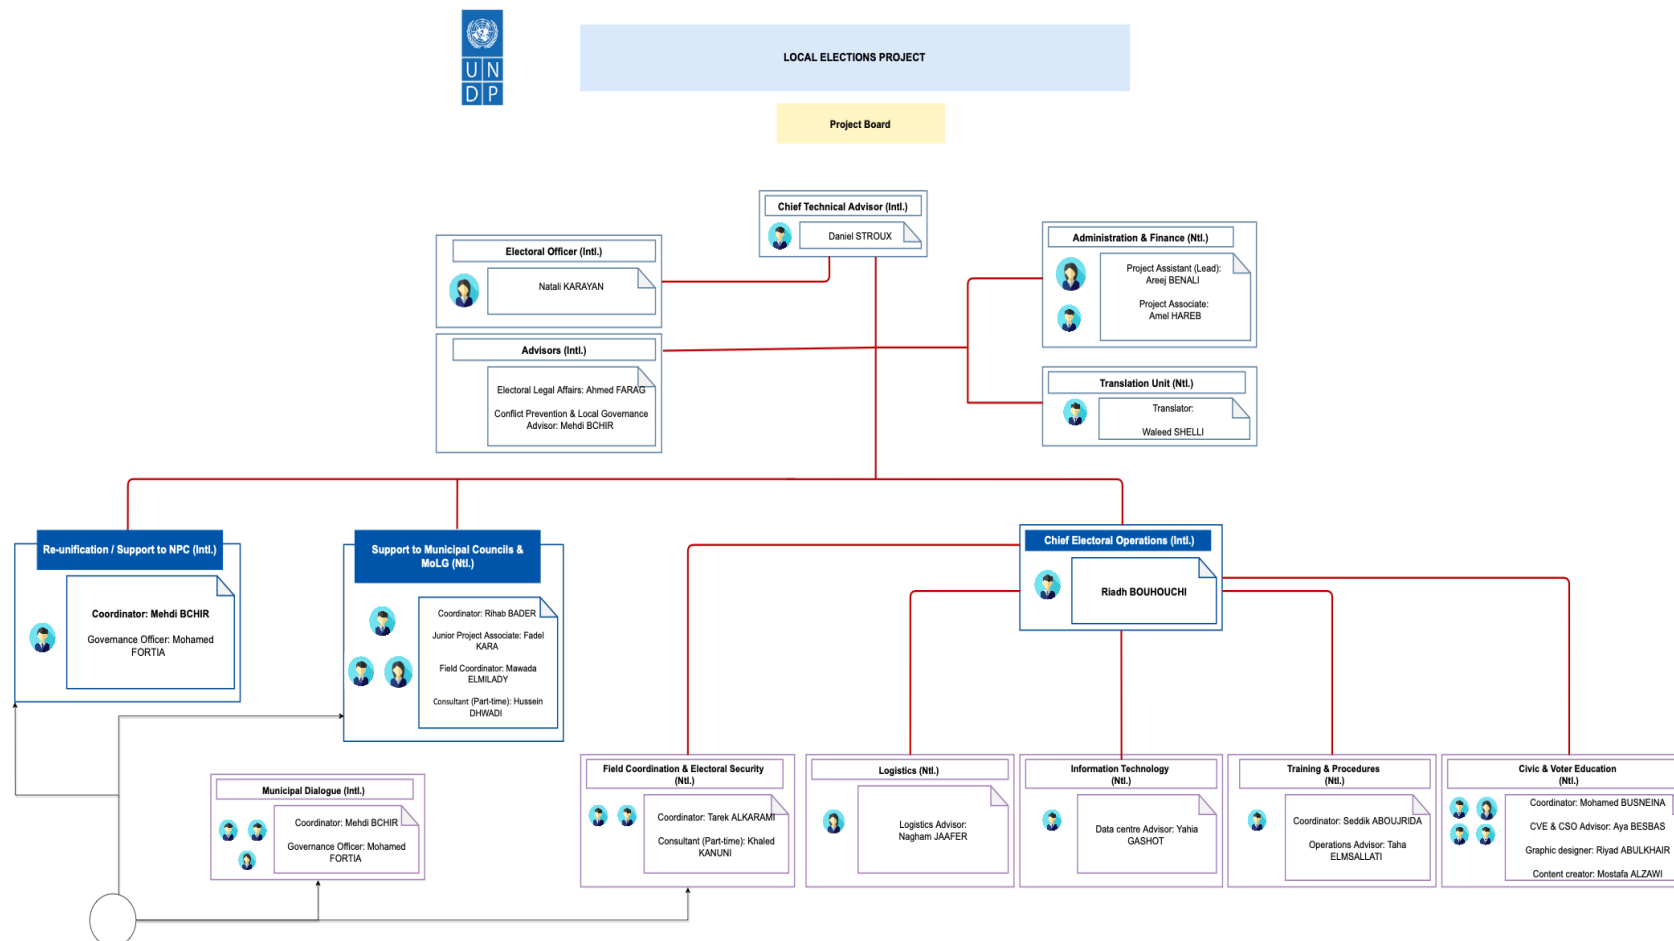 UN
DP
LOCAL ELECTIONS PROJECT
Project Board
Chief Technical Advisor (Intl.)
Daniel STROUX
Electoral Officer (Intl.)
Natali KARAYAN
Administration & Finance (Ntl.)
Project Assistant (Lead):
Areej BENALI
Project Associate:
Amel HAREB
Advisors (Intl.)
Electoral Legal Affairs: Ahmed FARAG
Conflict Prevention & Local Governance
Advisor: Mehdi BCHIR
Translation Unit (Ntl.)
Translator:
Waleed SHELLI
Re-unification / Support to NPC (Intl.)
Coordinator: Mehdi BCHIR
Governance Officer: Mohamed
FORTIA
Support to Municipal Councils &
MoLG (Ntl.)
Coordinator: Rihab BADER
Junior Project Associate: Fadel
KARA
Field Coordinator: Mawada
ELMILADY
Consultant (Part-time): Hussein
DHWADI
Chief Electoral Operations (Intl.)
Riadh BOUHOUCHI
Municipal Dialogue (Intl.)
Coordinator: Mehdi BCHIR
Governance Officer: Mohamed
FORTIA
Field Coordination & Electoral Security
(Ntl.)
Coordinator: Tarek ALKARAMI
Consultant (Part-time): Khaled
KANUNI
Logistics (Ntl.)
Logistics Advisor:
Nagham JAAFER
Information Technology
(Ntl.)
Data centre Advisor: Yahia
GASHOT
Training & Procedures
(Ntl.)
Coordinator: Seddik ABOUJRIDA
Operations Advisor: Taha
ELMSALLATI
Civic & Voter Education
(Ntl.)
Coordinator: Mohamed BUSNEINA
CVE & CSO Advisor: Aya BESBAS
Graphic designer: Riyad ABULKHAIR
Content creator: Mostafa ALZAWI